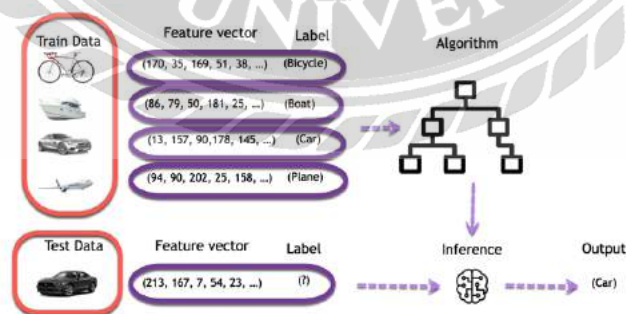 UNIVE
Train Data
Feature vector
Label
Algorithm
(170, 35, 169, 51, 38, ...) (Bicycle)
(86, 79, 50, 181, 25, ...) (Boat)
(13, 157, 90,178, 145, ...) (Car)
(94, 90, 202, 25, 158, ...) (Plane)
Test Data
Feature vector
Label
Inference
Output
(213, 167, 7, 54, 23, ...) (?)
(Car)